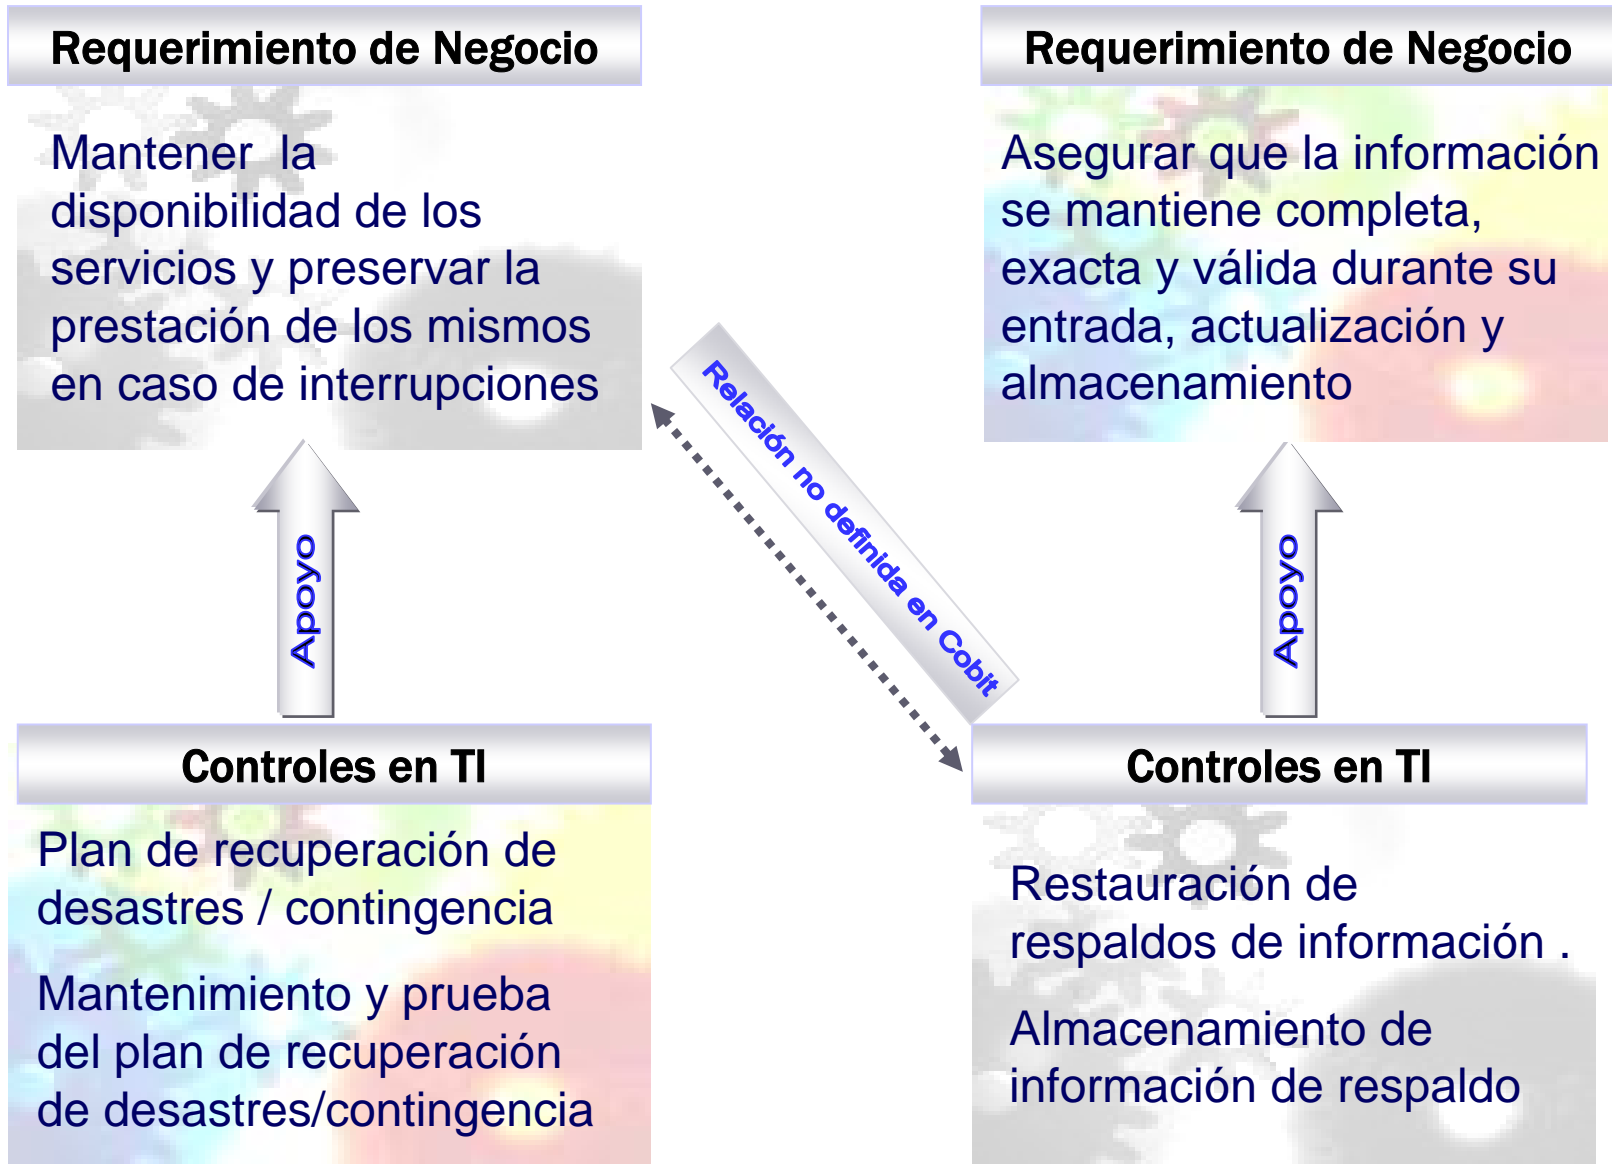 Requerimiento de Negocio
Mantener la
disponibilidad de los
servicios y preservar la
prestación de los mismos
en caso de interrupciones
Apoyo
Controles en TI
Plan de recuperación de
desastres / contingencia
Mantenimiento y prueba
del plan de recuperación
de desastres/contingencia
Relación no definida en Cobit
Requerimiento de Negocio
Asegurar que la información
se mantiene completa,
exacta y válida durante su
entrada, actualización y
almacenamiento
Apoyo
Controles en TI
Restauración de
respaldos de información .
Almacenamiento de
información de respaldo